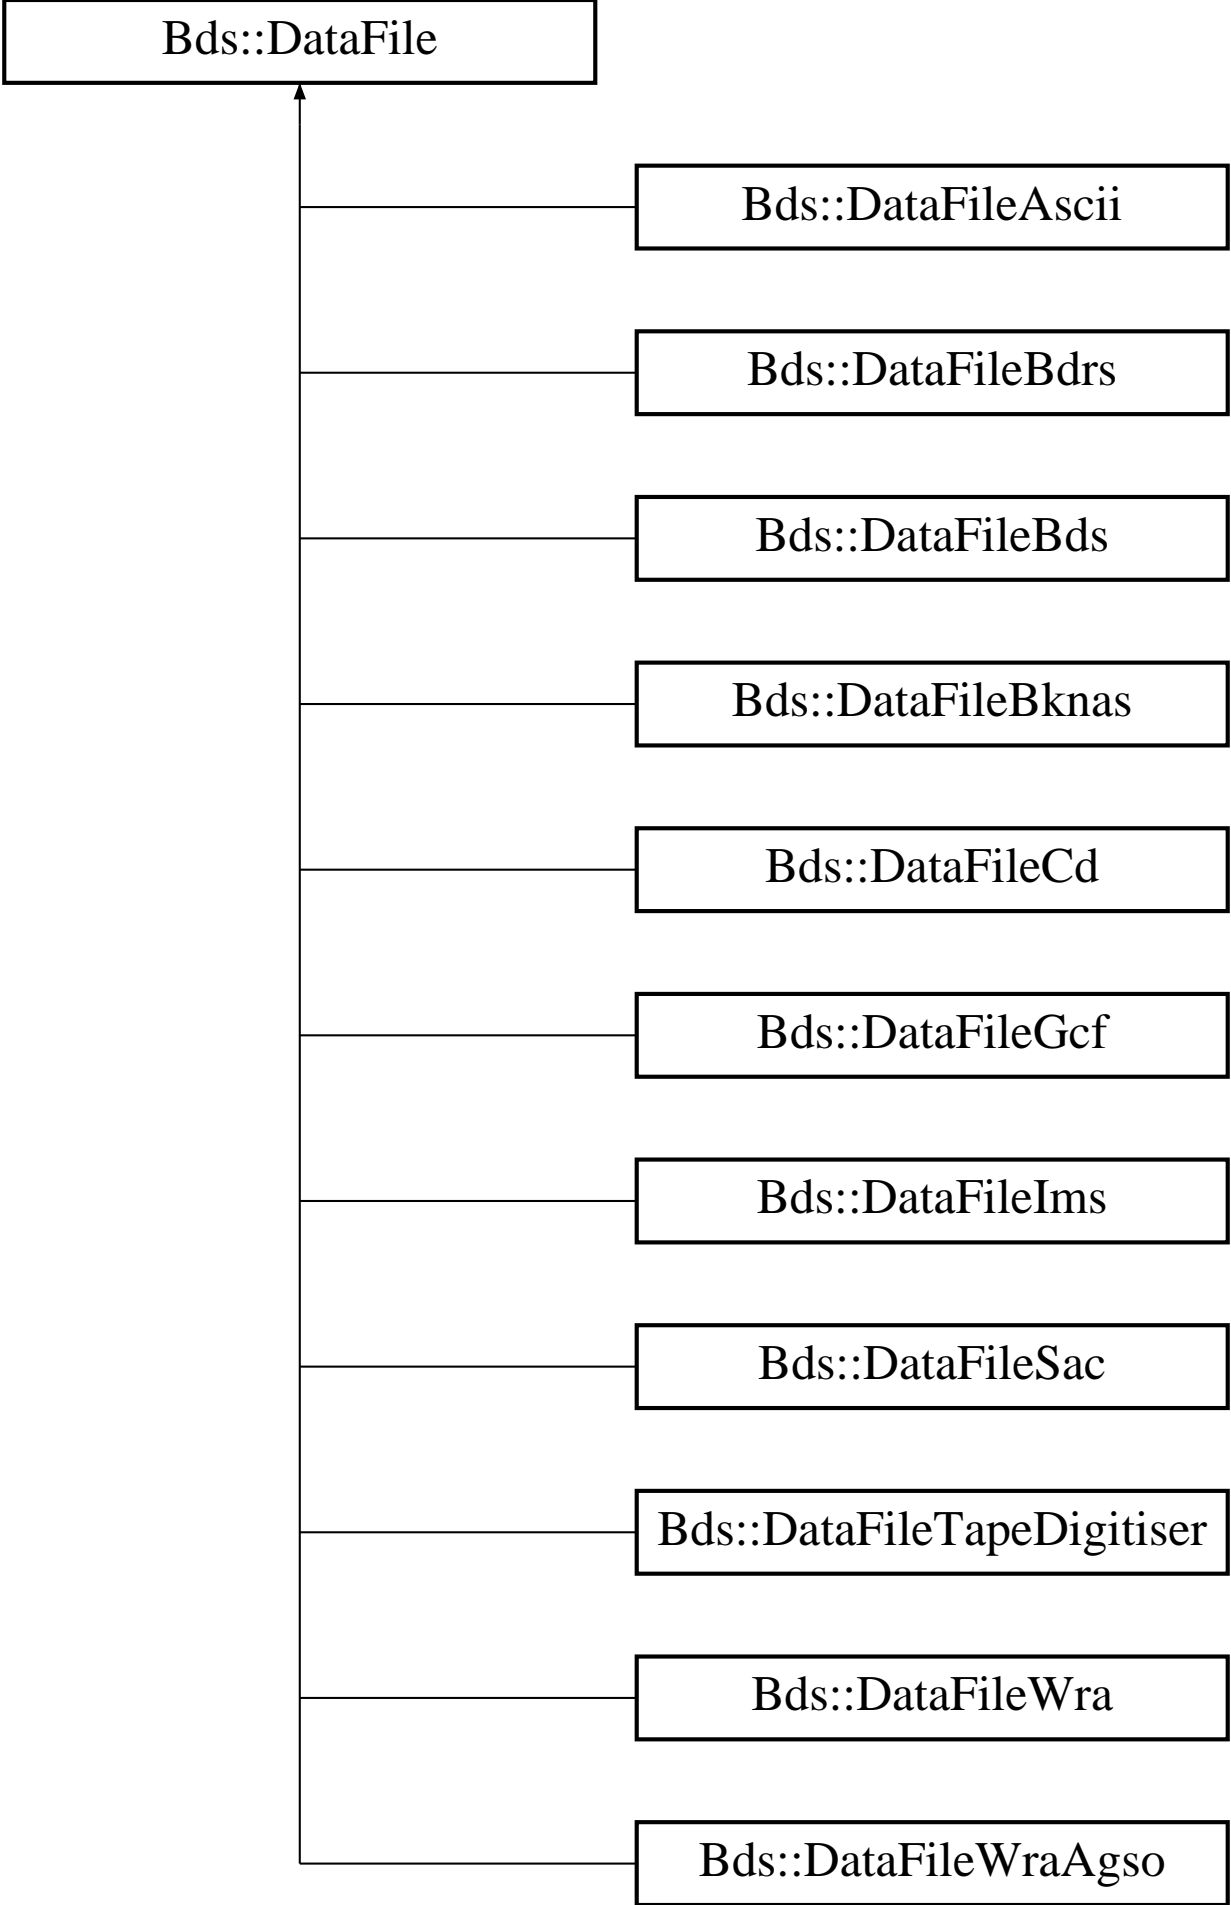 Bds::DataFile
Bds::DataFileAscii
Bds::DataFileBdrs
Bds::DataFileBds
Bds::DataFileBknas
Bds::DataFileCd
Bds::DataFileGcf
Bds::DataFileIms
Bds::DataFileSac
Bds::DataFileTapeDigitiser
Bds::DataFileWra
Bds::DataFileWraAgso